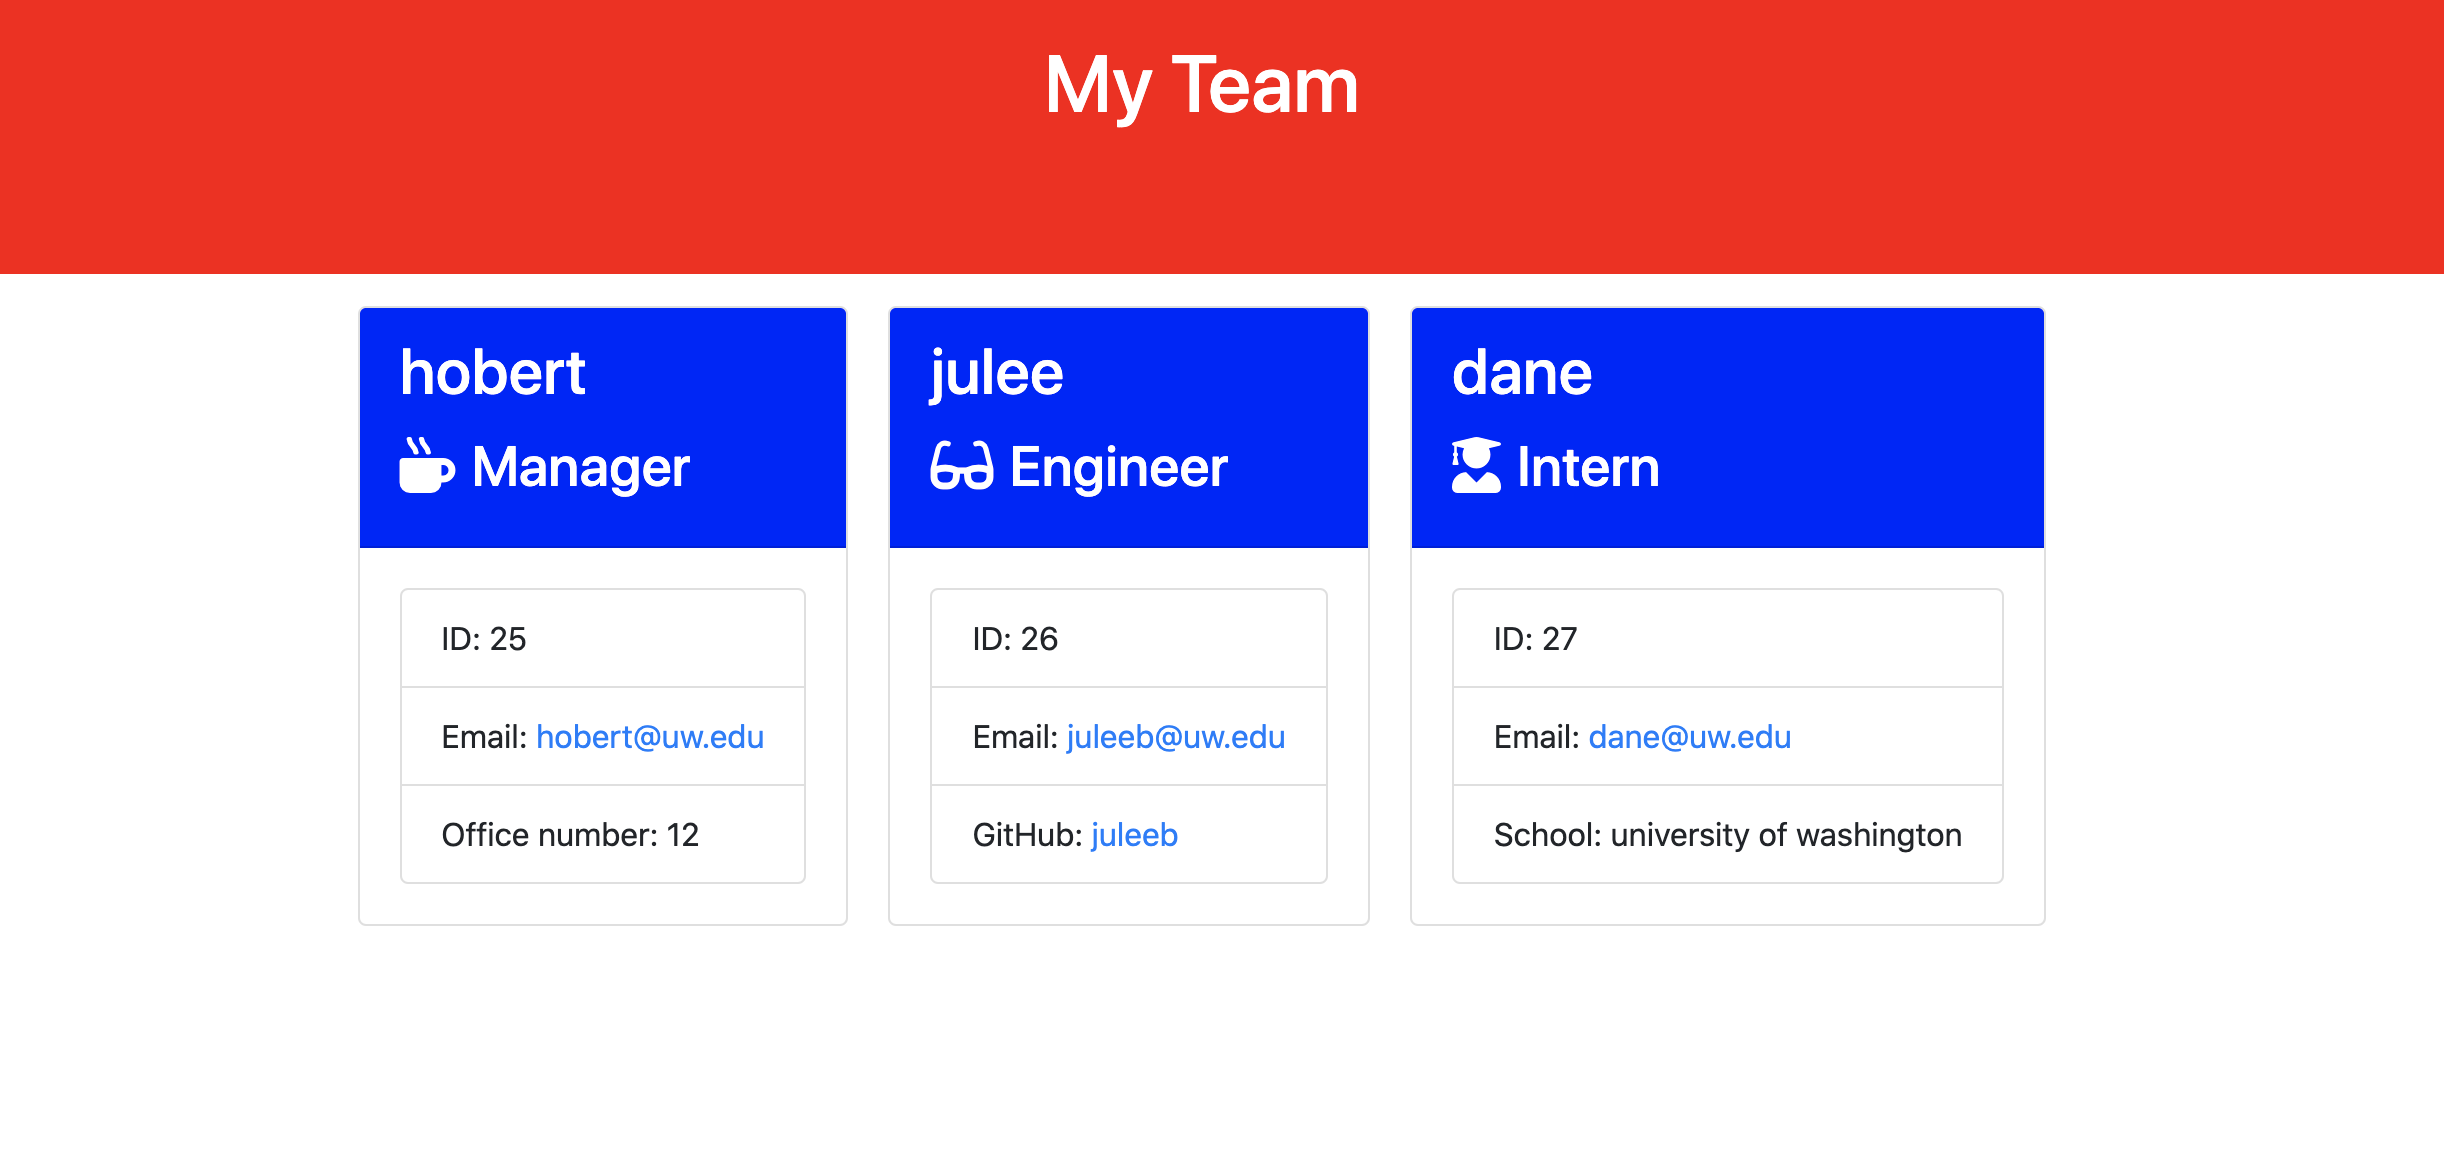 My Team
hobert
Manager
ID: 25
Email: hobert@uw.edu
Office number: 12
julee
Engineer
ID: 26
Email: juleeb@uw.edu
GitHub: juleeb
dane
Intern
ID: 27
Email: dane@uw.edu
School: university of washington